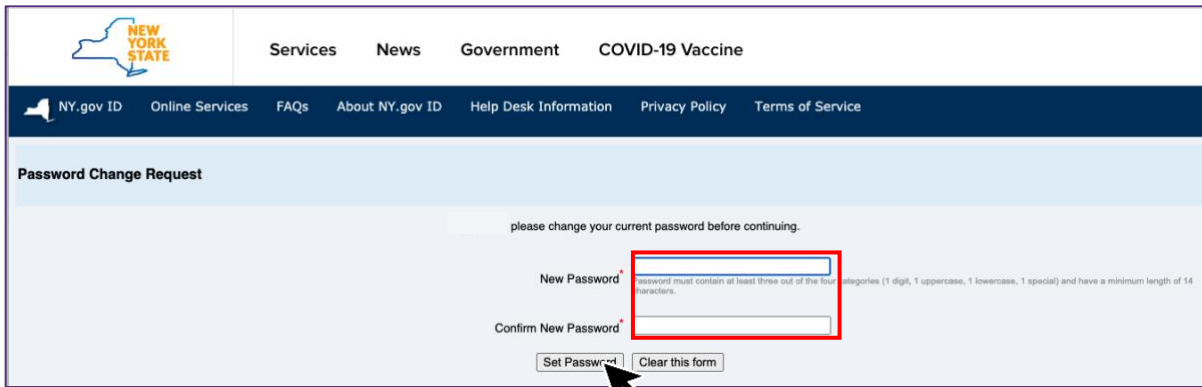 NEW
YORK
STATE
Services News Government COVID-19 Vaccine
NY.gov ID Online Services FAQs About NY.gov ID Help Desk Information Privacy Policy Terms of Service
Password Change Request
please change your current password before continuing.
New Password*
Password must contain at least three out of the four categories (1 digit, 1 uppercase, 1 lowercase, 1 special) and have a minimum length of 14
characters.
Confirm New Password*
Set Password Clear this form